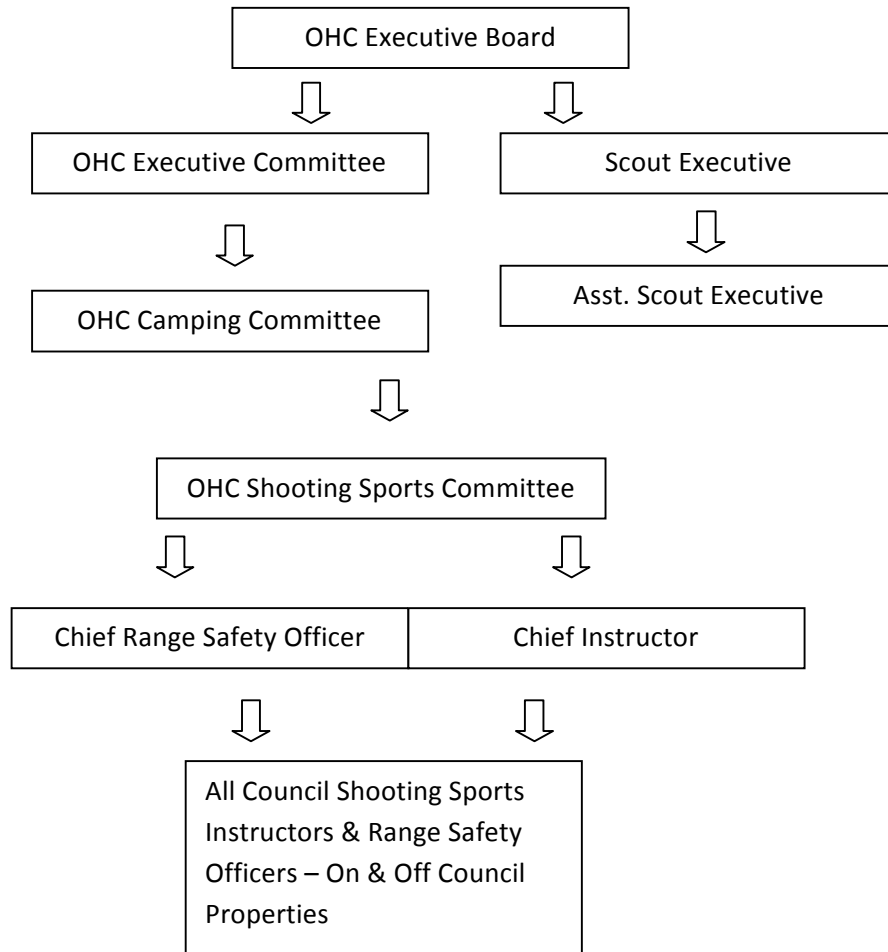 OHC Executive Board
OHC Executive Committee
Scout Executive
Asst. Scout Executive
OHC Camping Committee
OHC Shooting Sports Committee
Chief Range Safety Officer
Chief Instructor
All Council Shooting Sports
Instructors & Range Safety
Officers – On & Off Council
Properties